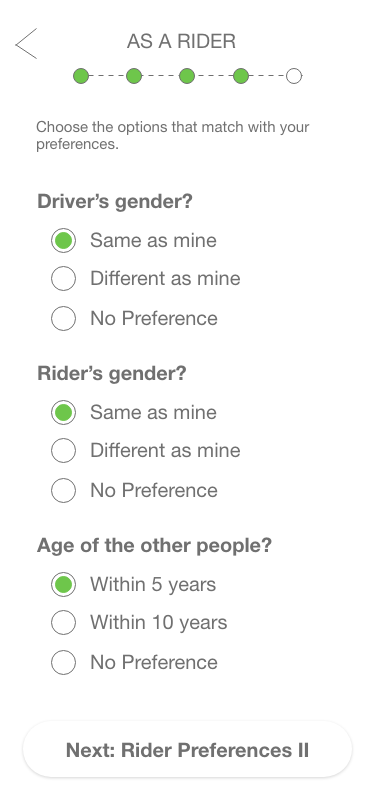 AS A RIDER
Choose the options that match with your
preferences.
Driver’s gender?
Same as mine
Different as mine
No Preference
Rider’s gender?
Same as mine
Different as mine
No Preference
Age of the other people?
Within 5 years
Within 10 years
No Preference
Next: Rider Preferences II